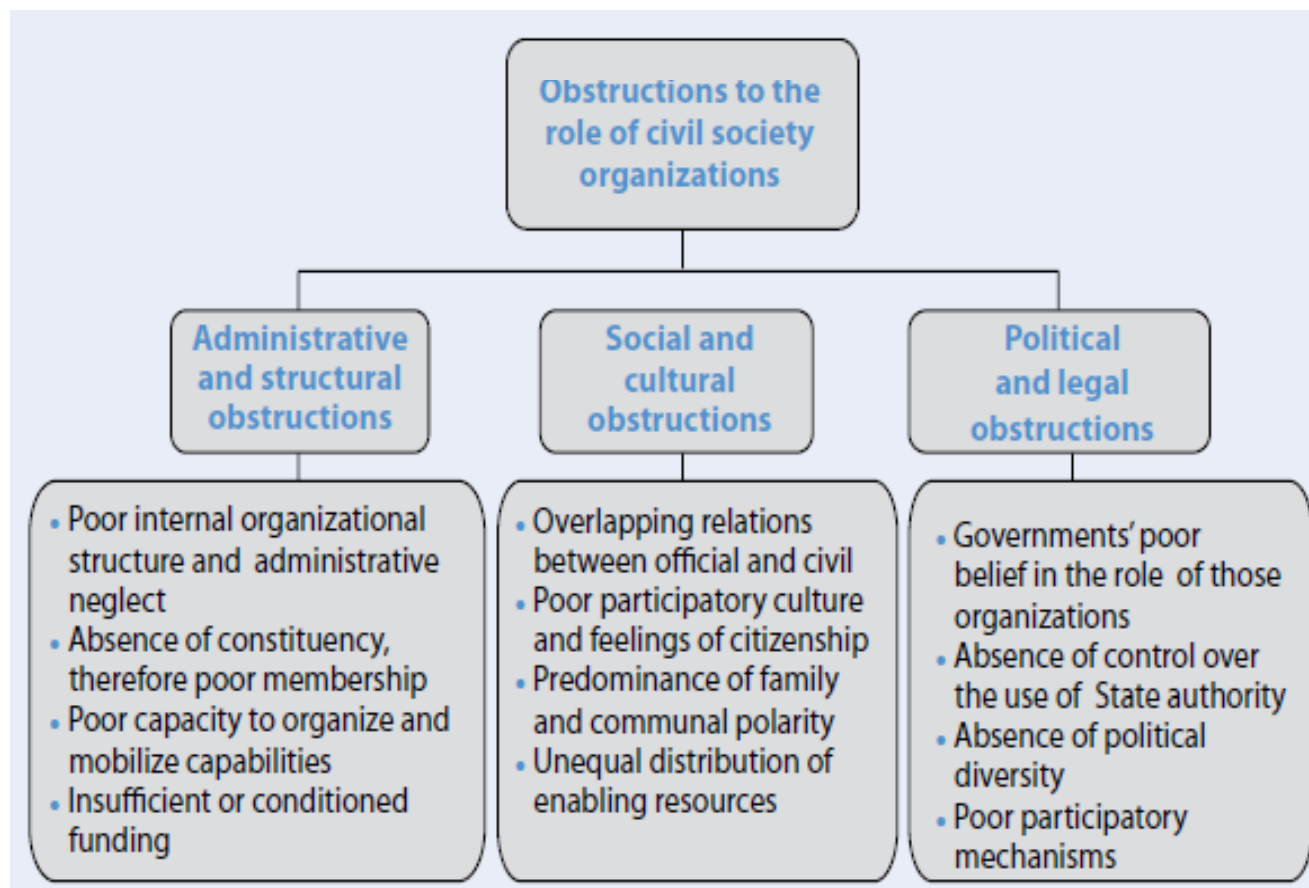 Obstructions to the
role of civil society
organizations
Administrative
and structural
obstructions
Social and
cultural
obstructions
Political
and legal
obstructions
• Poor internal organizational
structure and administrative
neglect
• Absence of constituency,
therefore poor membership
• Poor capacity to organize and
mobilize capabilities
• Insufficient or conditioned
funding
• Overlapping relations
between official and civil
• Poor participatory culture
and feelings of citizenship
• Predominance of family
and communal polarity
• Unequal distribution of
enabling resources
• Governments’ poor
belief in the role of those
organizations
• Absence of control over
the use of State authority
• Absence of political
diversity
• Poor participatory
mechanisms